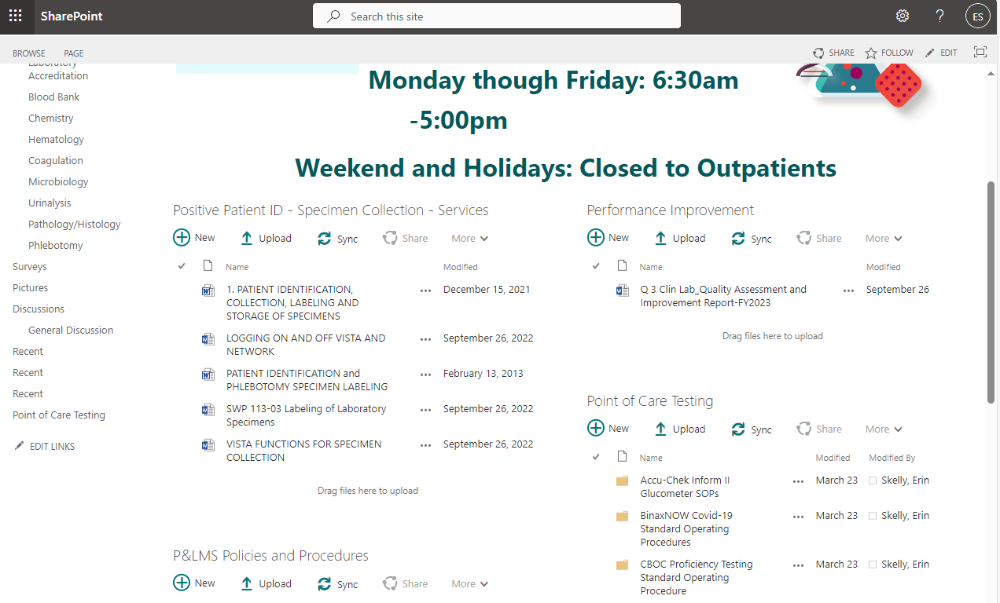 SharePoint
Search this site
?
ES
BROWSE
PAGE
SHARE
FOLLOW
EDIT
Laboratory
Accreditation
Blood Bank
Chemistry
Hematology
Coagulation
Microbiology
Urinalysis
Pathology/Histology
Phlebotomy
Surveys
Pictures
Discussions
General Discussion
Recent
Recent
Recent
Point of Care Testing
EDIT LINKS
Monday though Friday: 6:30am
-5:00pm
Weekend and Holidays: Closed to Outpatients
Positive Patient ID - Specimen Collection - Services
New Upload Sync Share More
Name Modified
1. PATIENT IDENTIFICATION, ... December 15, 2021
COLLECTION, LABELING AND
STORAGE OF SPECIMENS
LOGGING ON AND OFF VISTA AND ... September 26, 2022
NETWORK
PATIENT IDENTIFICATION and ... February 13, 2013
PHLEBOTOMY SPECIMEN LABELING
SWP 113-03 Labeling of Laboratory ... September 26, 2022
Specimens
VISTA FUNCTIONS FOR SPECIMEN ... September 26, 2022
COLLECTION
Drag files here to upload
P&LMS Policies and Procedures
New Upload Sync Share More
Performance Improvement
New Upload Sync Share More
Name Modified
Q 3 Clin Lab_Quality Assessment and ... September 26
Improvement Report-FY2023
Drag files here to upload
Point of Care Testing
New Upload Sync Share More
Name Modified Modified By
Accu-Chek Inform II ... March 23 Skelly, Erin
Glucometer SOPs
BinaxNOW Covid-19 ... March 23 Skelly, Erin
Standard Operating
Procedures
CBOC Proficiency Testing ... March 23 Skelly, Erin
Standard Operating
Procedure